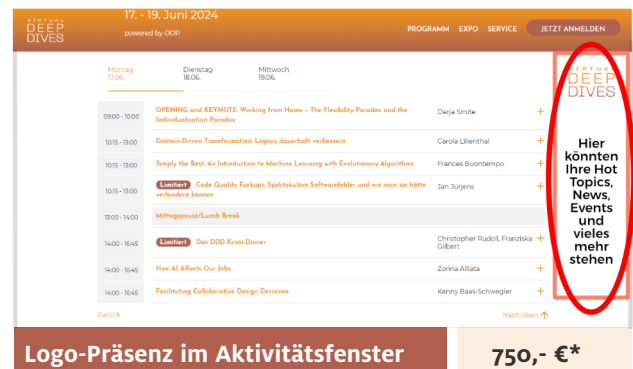 17. - 19. Juni 2024
VIRTUAL
DEEP
DIVES
powered by OOP
PROGRAMM EXPO SERVICE JETZT ANMELDEN
Montag Dienstag Mittwoch
17.06. 18.06. 19.06.
09:00 - 10:00 OPENING and KEYNOTE: Working from Home – The Flexibility Paradox and the Individualisation Paradox Darja Smite +
10:15 - 13:00 Domain-Driven Transformation: Legacy dauerhaft verbessern Carola Lilienthal +
10:15 - 13:00 Simply the Best: An Introduction to Machine Learning with Evolutionary Algorithms Frances Buontempo +
10:15 - 13:00 Limitiert Code Quality Fuckups: Spektakuläre Softwarefehler und wie man sie hätte verhindern können Jan Jürjens +
13:00 - 14:00 Mittagspause/Lunch Break
14:00 - 16:45 Limitiert Das DDD-Krimi-Dinner Christopher Rudoll, Franziska Gilbert +
14:00 - 16:45 How AI Affects Our Jobs Zorina Alliata +
14:00 - 16:45 Facilitating Collaborative Design Decisions Kenny Baas-Schwegler +
Zurück Nach oben
VIRTUAL
DEEP
DIVES
Hier
könnten
Ihre Hot
Topics,
News,
Events
und
vieles
mehr
stehen
Logo-Präsenz im Aktivitätsfenster 750,- €*